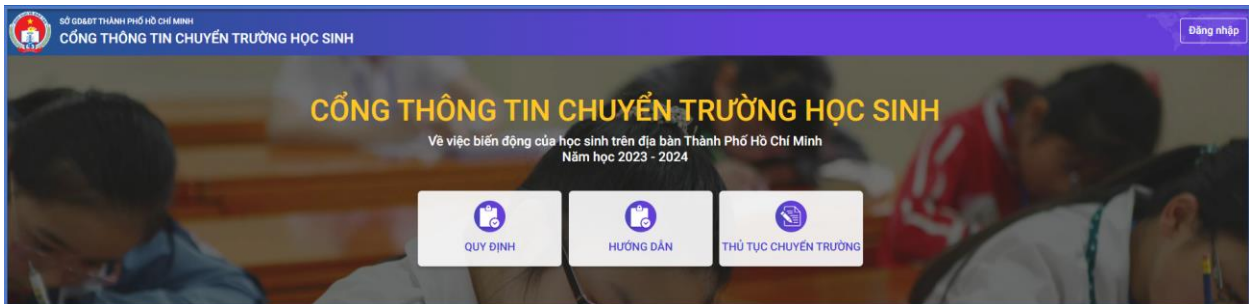 SỞ GD&ĐT THÀNH PHỐ HỒ CHÍ MINH
CỔNG THÔNG TIN CHUYỂN TRƯỜNG HỌC SINH
Đăng nhập
CỔNG THÔNG TIN CHUYỂN TRƯỜNG HỌC SINH
Về việc biến động của học sinh trên địa bàn Thành Phố Hồ Chí Minh
Năm học 2023 - 2024
QUY ĐỊNH
HƯỚNG DẪN
THỦ TỤC CHUYỂN TRƯỜNG